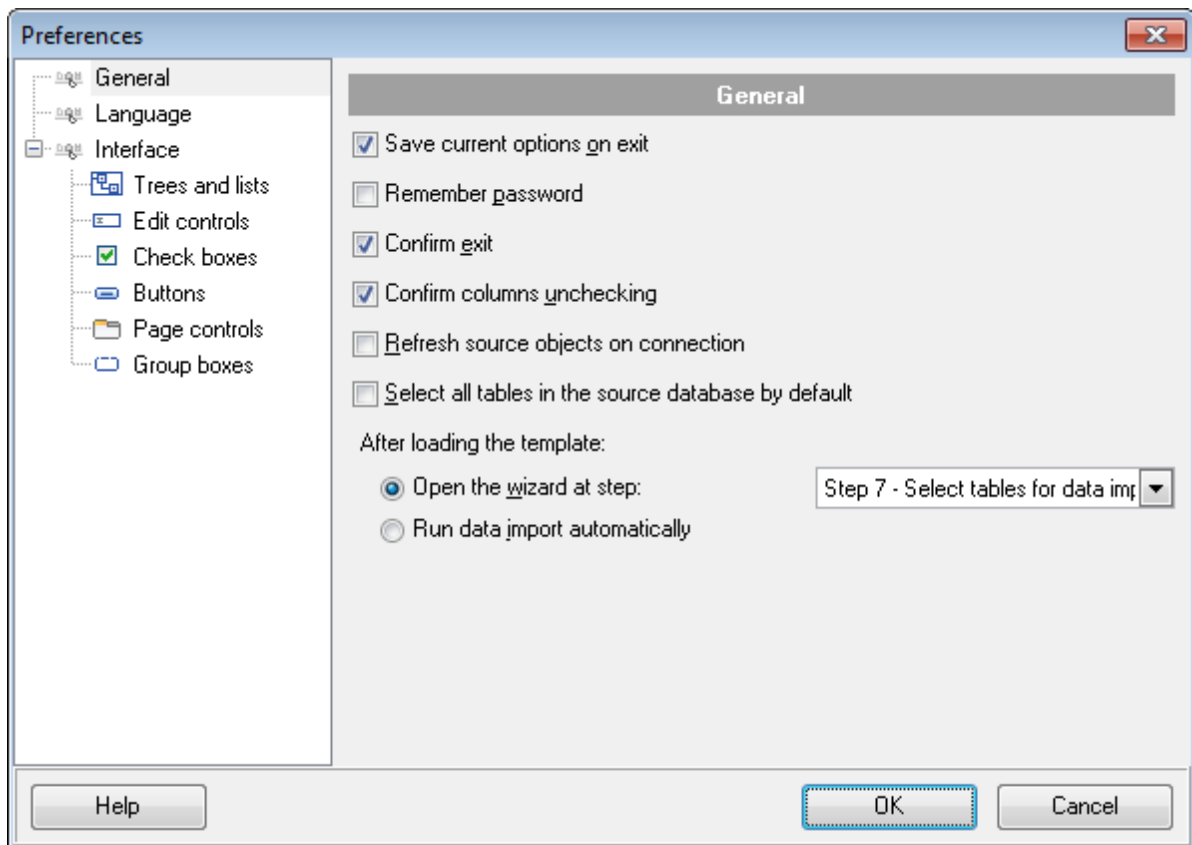 Preferences
General
Language
Interface
Trees and lists
Edit controls
Check boxes
Buttons
Page controls
Group boxes
General
Save current options on exit
Remember password
Confirm exit
Confirm columns unchecking
Refresh source objects on connection
Select all tables in the source database by default
After loading the template:
Open the wizard at step: Step 7 - Select tables for data imp
Run data import automatically
Help OK Cancel